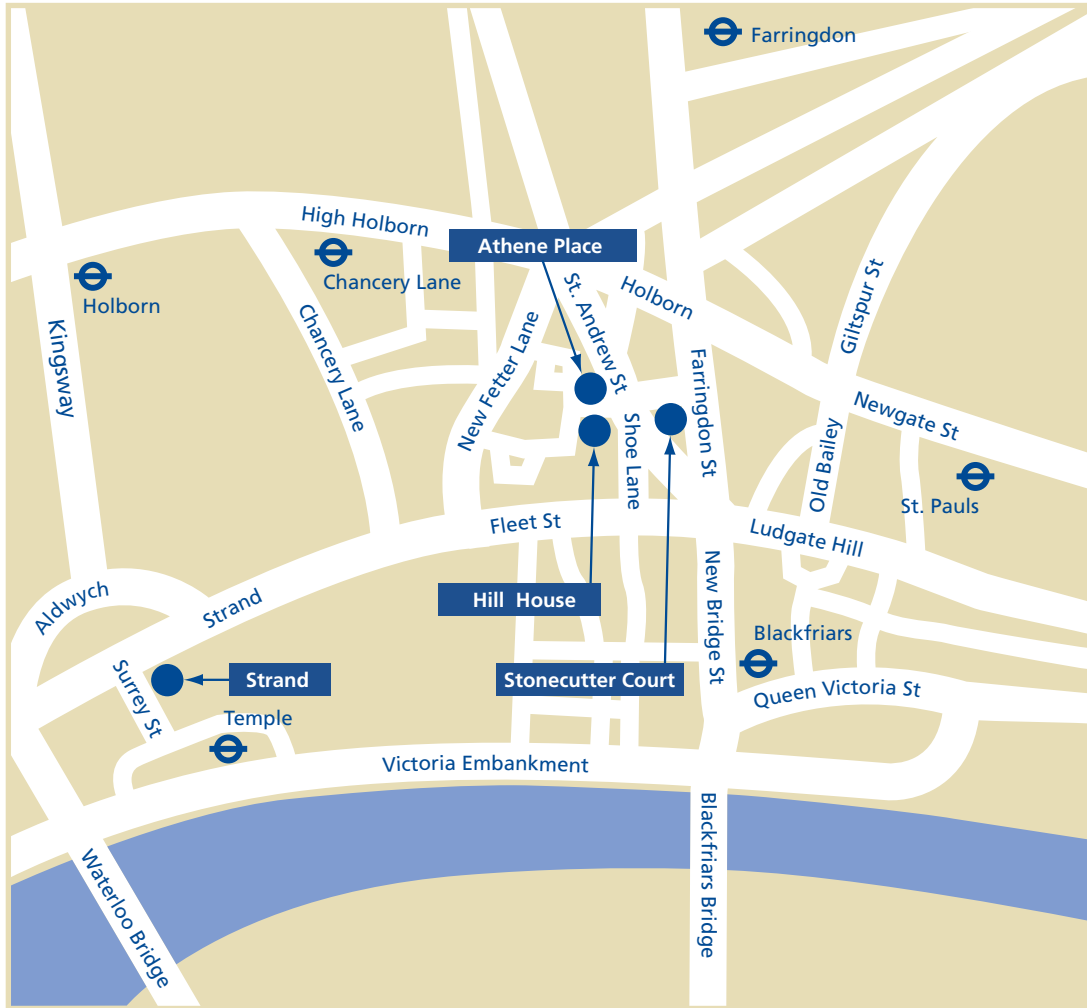 Farringdon
High Holborn
Athene Place
Chancery Lane
Holborn
St. Andrew St
Holborn
Giltspur St
Kingsway
Chancery Lane
New Fetter Lane
Farringdon St
Newgate St
Shoe Lane
Old Bailey
St. Pauls
Fleet St
Ludgate Hill
Aldwych
Strand
Hill House
New Bridge St
Blackfriars
Surrey St
Strand
Stonecutter Court
Queen Victoria St
Temple
Victoria Embankment
Waterloo Bridge
Blackfriars Bridge